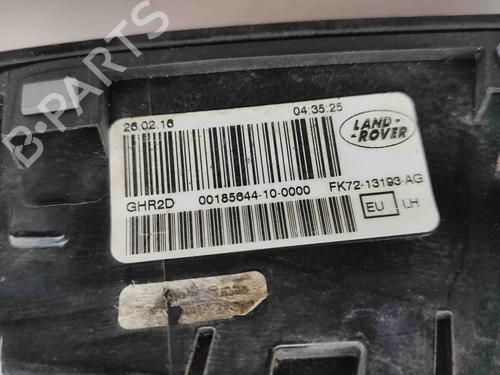 B-PARTS
26.02.16 04:35:25
LAND-
-ROVER
GHR2D 00185644-10-0000 FK72-13193-AG
EU LH